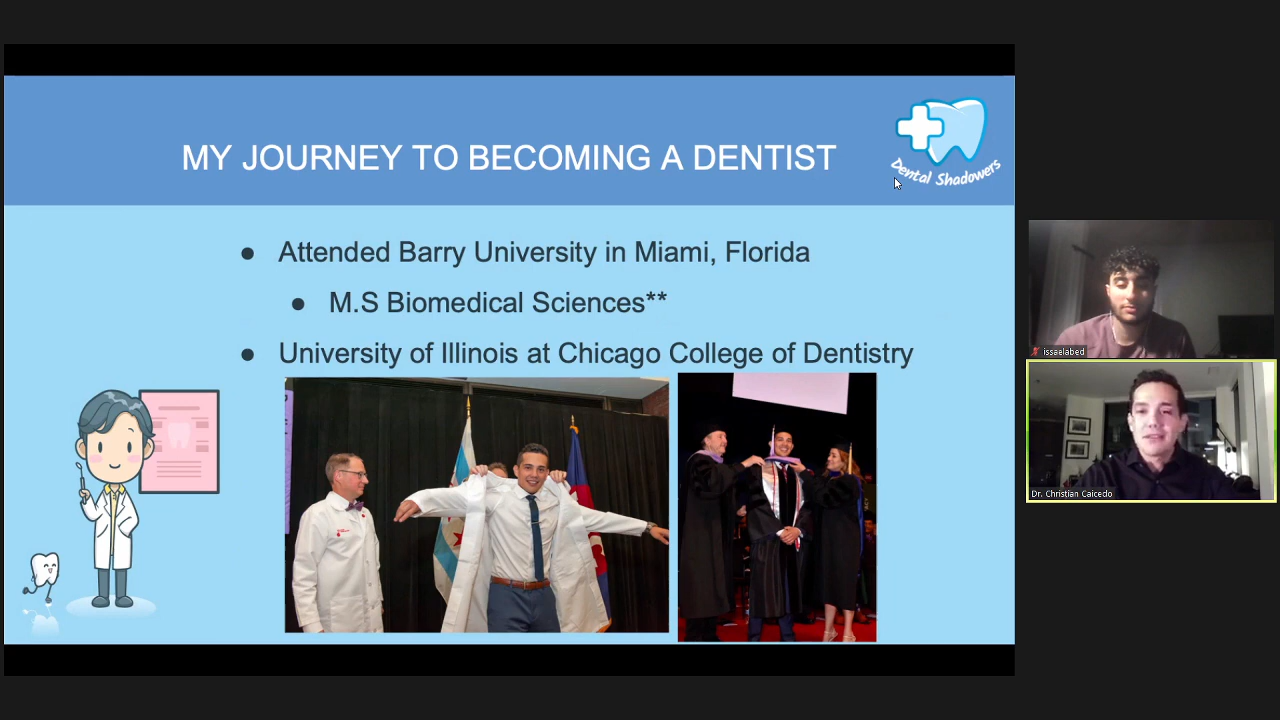 MY JOURNEY TO BECOMING A DENTIST
Dental Shadowers
● Attended Barry University in Miami, Florida
● M.S Biomedical Sciences**
● University of Illinois at Chicago College of Dentistry
issaelabed
Dr. Christian Caicedo